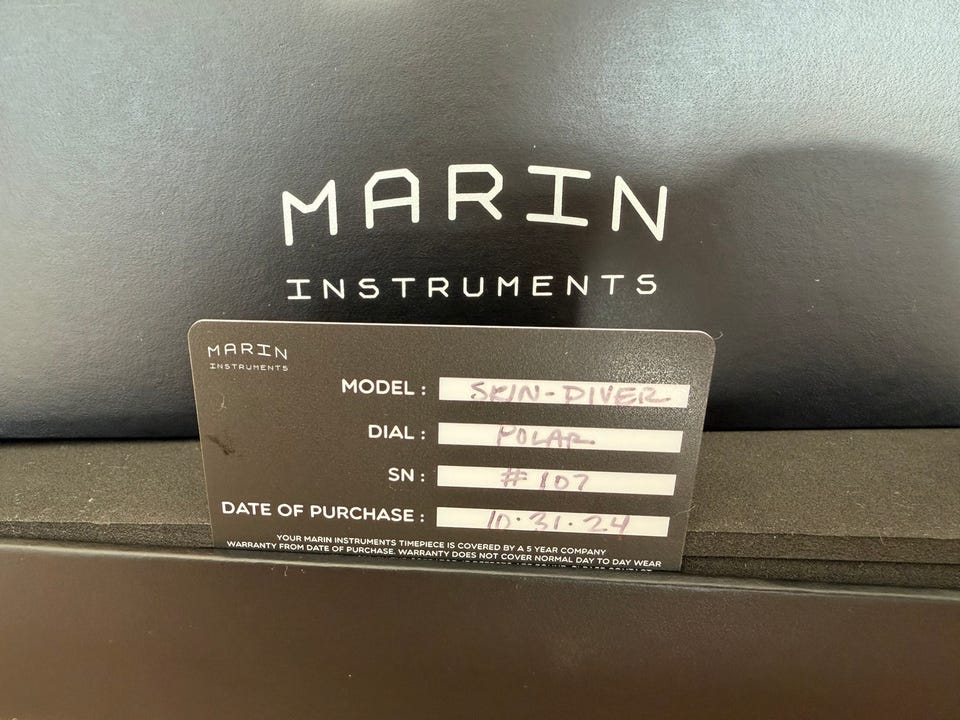 MARIN
INSTRUMENTS
MARIN
INSTRUMENTS
MODEL : SKIN-DIVER
DIAL : POLAR
SN : # 107
DATE OF PURCHASE : 10.31.24
YOUR MARIN INSTRUMENTS TIMEPIECE IS COVERED BY A 5 YEAR COMPANY
WARRANTY FROM DATE OF PURCHASE. WARRANTY DOES NOT COVER NORMAL DAY TO DAY WEAR